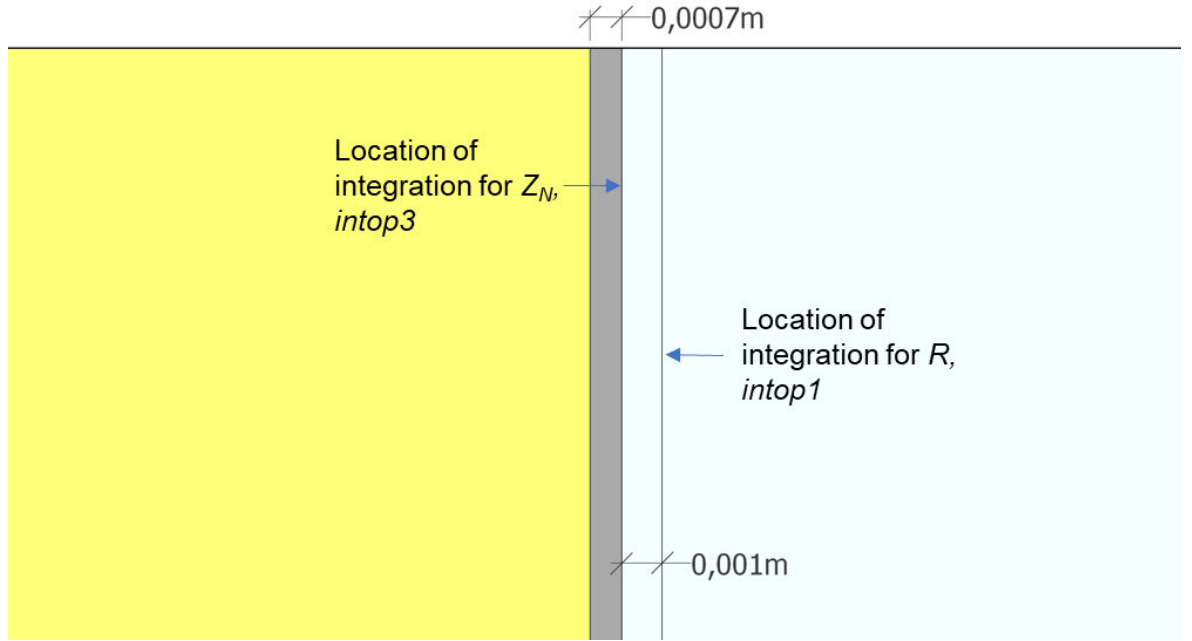 0,0007m
Location of
integration for Z_N,
intop3
Location of
integration for R,
intop1
0,001m